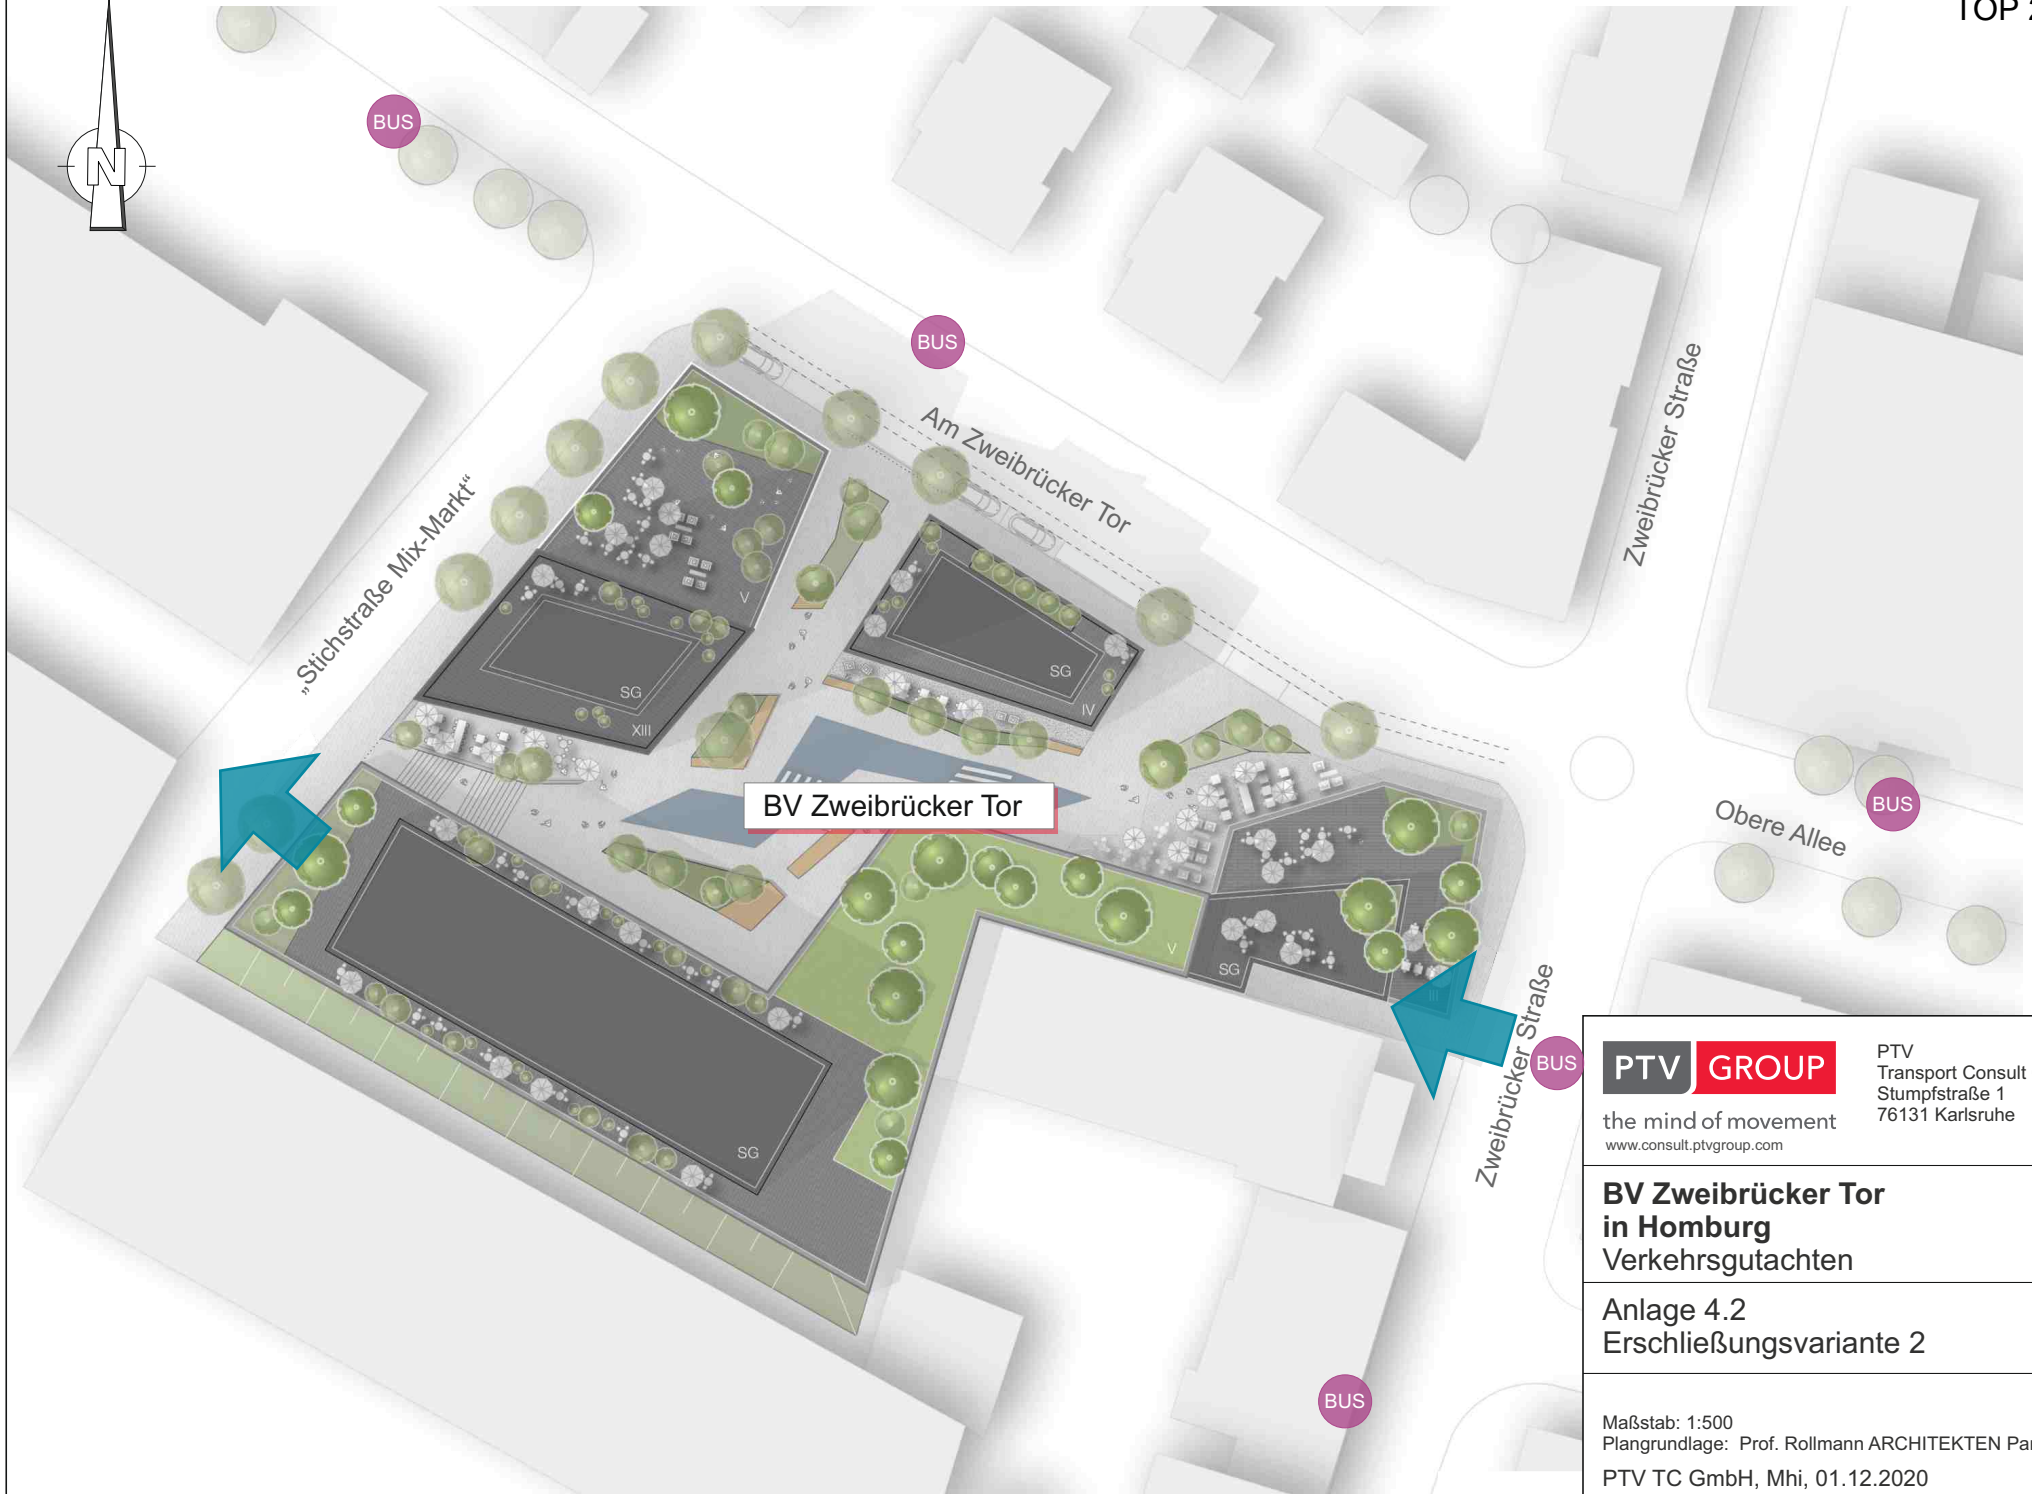 TOP 2
N
BUS
BUS
Am Zweibrücker Tor
Zweibrücker Straße
„Stichstraße Mix-Markt“
V
SG
XIII
SG
IV
BV Zweibrücker Tor
Obere Allee
BUS
V
SG
III
Zweibrücker Straße
BUS
SG
BUS
PTV GROUP
the mind of movement
www.consult.ptvgroup.com
PTV
Transport Consult
Stumpfstraße 1
76131 Karlsruhe
BV Zweibrücker Tor
in Homburg
Verkehrsgutachten
Anlage 4.2
Erschließungsvariante 2
Maßstab: 1:500
Plangrundlage: Prof. Rollmann ARCHITEKTEN Par
PTV TC GmbH, Mhi, 01.12.2020